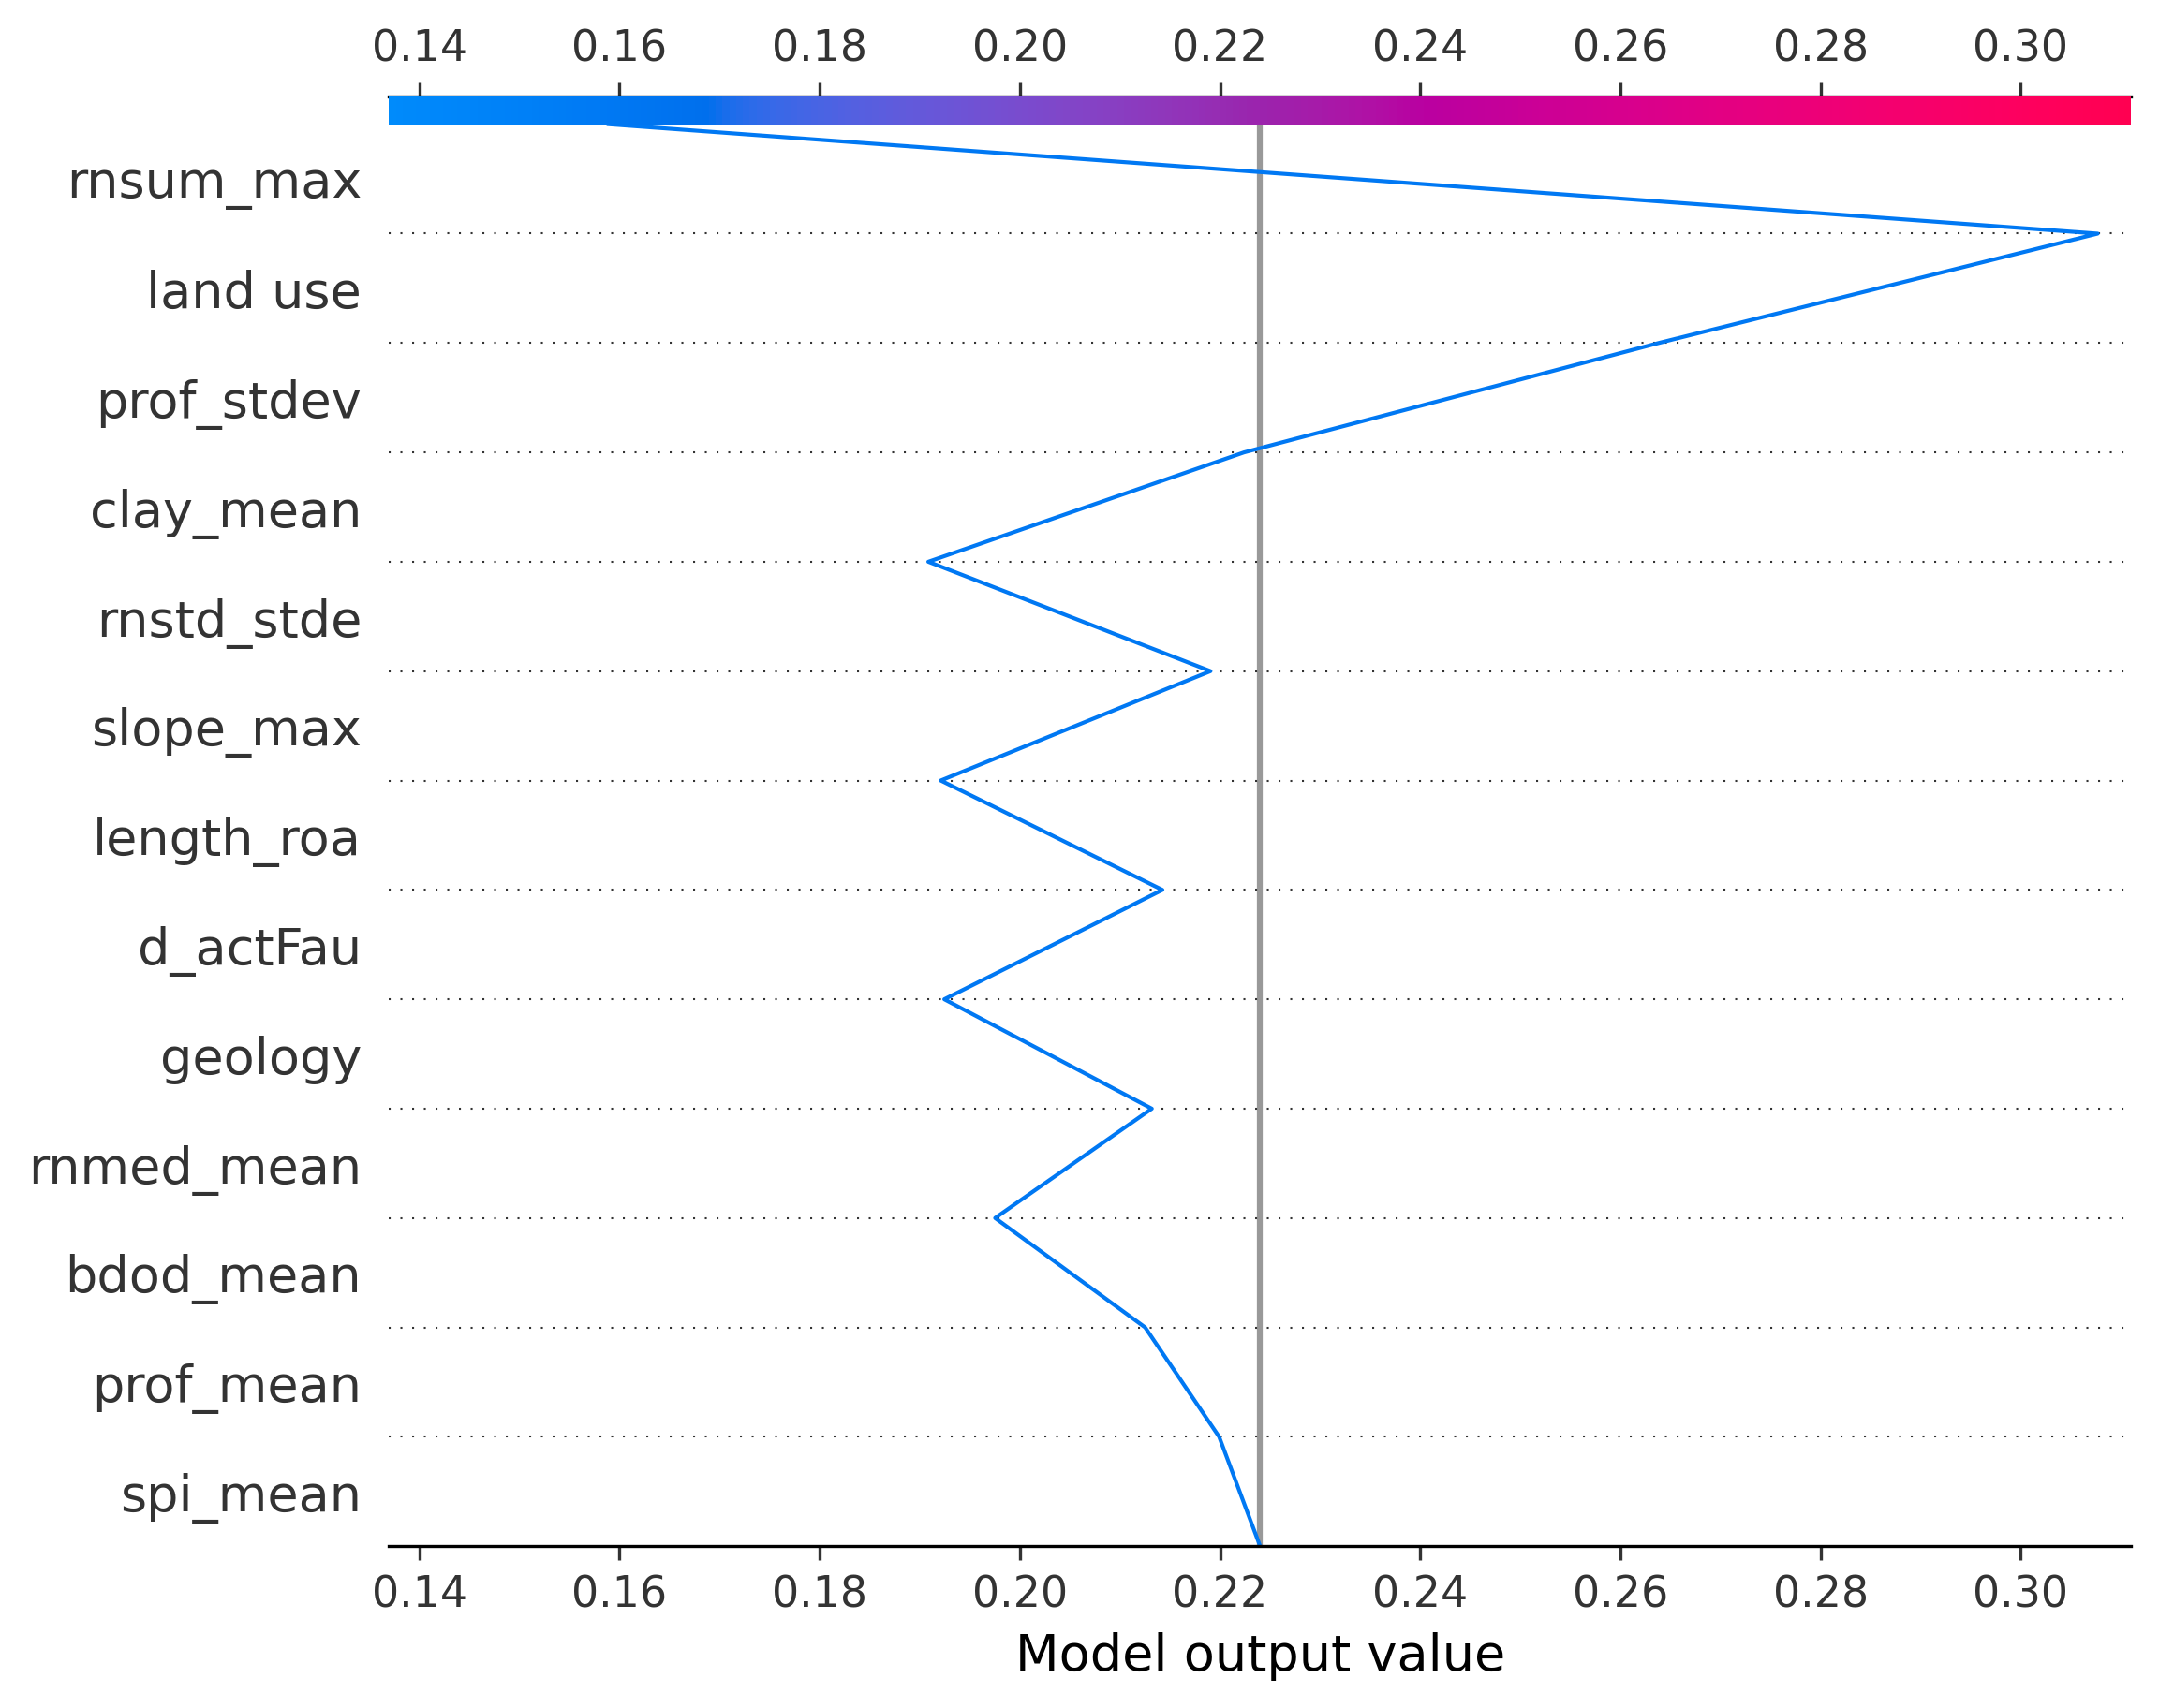 0.14 0.16 0.18 0.20 0.22 0.24 0.26 0.28 0.30
rnsum_max
land use
prof_stdev
clay_mean
rnstd_stde
slope_max
length_roa
d_actFau
geology
rnmed_mean
bdod_mean
prof_mean
spi_mean
0.14 0.16 0.18 0.20 0.22 0.24 0.26 0.28 0.30
Model output value